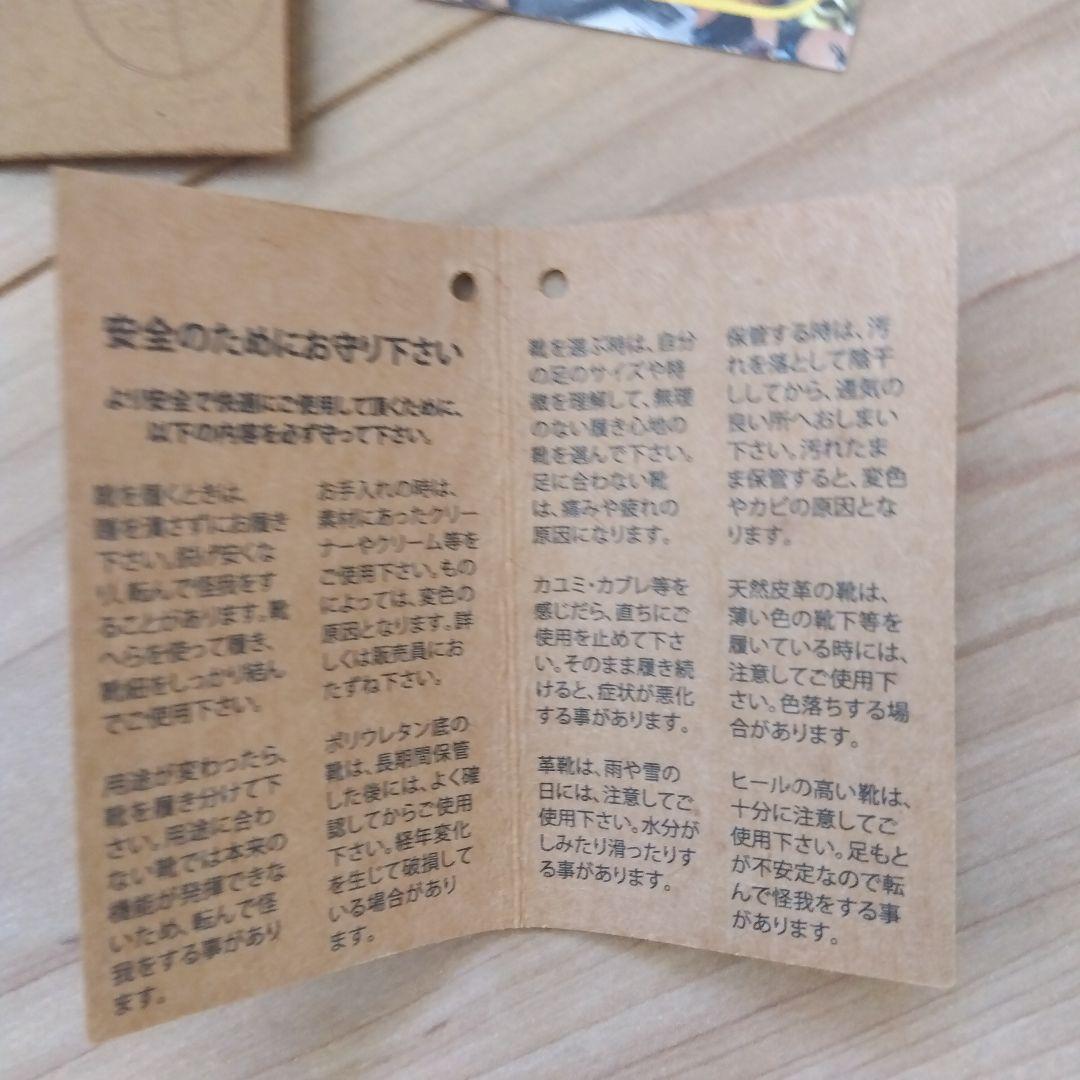 安全のためにお守り下さい
より安全で快適にご使用して頂くために、
以下の内容を必ず守って下さい。
靴を履くときは、
踵を潰さずにお履き
下さい。脱げ安くな
り、転んで怪我をす
ることがあります。靴
へらを使って履き、
靴紐をしっかり結ん
でご使用下さい。
用途が変わったら、
靴を履き分けて下
さい。用途に合わ
ない靴では本来の
機能が発揮できな
いため、転んで怪
我をする事があり
ます。
お手入れの時は、
素材にあったクリー
ナーやクリーム等を
ご使用下さい。もの
によっては、変色の
原因となります。詳
しくは販売員にお
たずね下さい。
ポリウレタン底の
靴は、長期間保管
した後には、よく確
認してからご使用
下さい。経年変化
を生じて破損して
いる場合があり
ます。
靴を選ぶ時は、自分
の足のサイズや特
徴を理解して、無理
のない履き心地の
靴を選んで下さい。
足に合わない靴
は、痛みや疲れの
原因になります。
カユミ・カブレ等を
感じだら、直ちにご
使用を止めて下さ
い。そのまま履き続
けると、症状が悪化
する事があります。
革靴は、雨や雪の
日には、注意してご
使用下さい。水分が
しみたり滑ったりす
る事があります。
保管する時は、汚
れを落として陰干
ししてから、通気の
良い所へおしまい
下さい。汚れたま
ま保管すると、変色
やカビの原因とな
ります。
天然皮革の靴は、
薄い色の靴下等を
履いている時には、
注意してご使用下
さい。色落ちする場
合があります。
ヒールの高い靴は、
十分に注意してご
使用下さい。足もと
が不安定なので転
んで怪我をする事
があります。